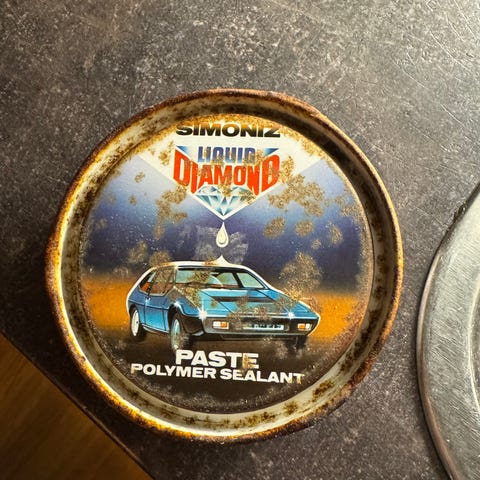 SIMONIZ
LIQUID
DIAMOND
PASTE
POLYMER SEALANT